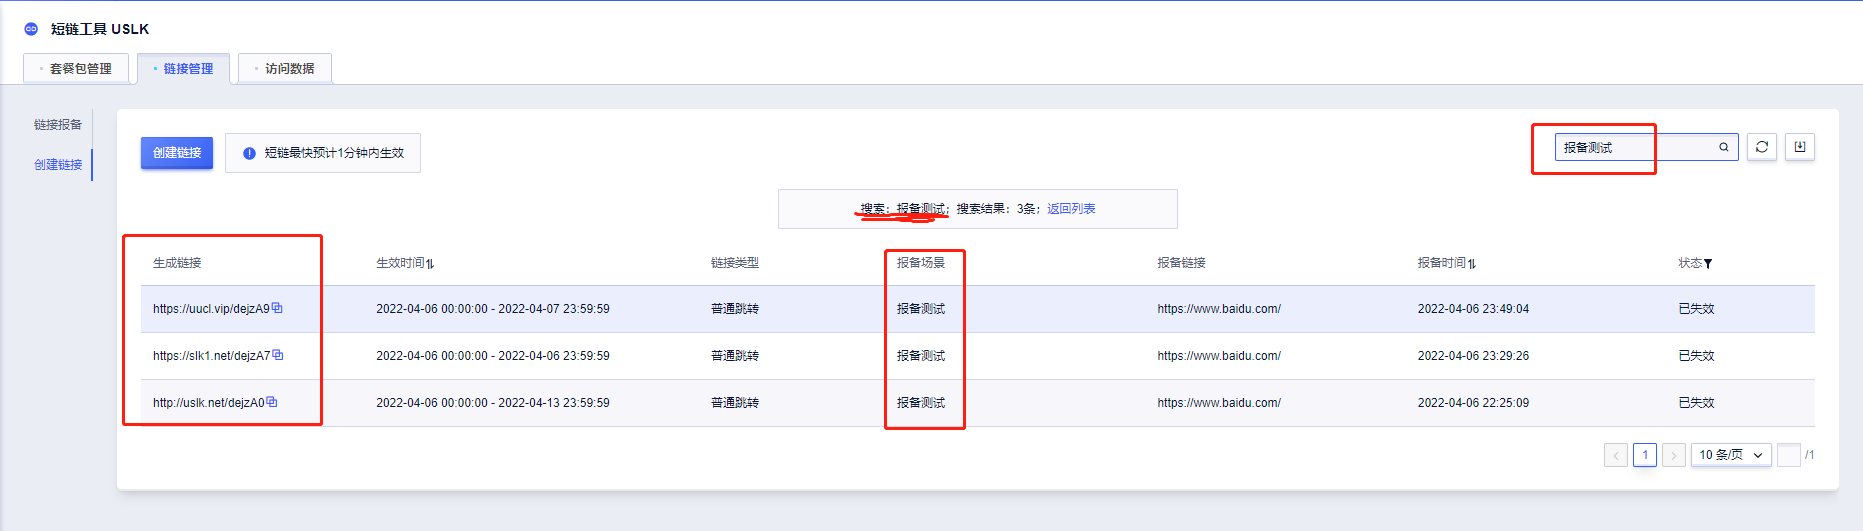 短链工具 USLK
套餐包管理
链接管理
访问数据
链接报备
创建链接
创建链接
短链最快预计1分钟内生效
报备测试
搜索：报备测试；搜索结果：3条；返回列表
生成链接 生效时间 链接类型 报备场景 报备链接 报备时间 状态
https://uucl.vip/dejzA9 2022-04-06 00:00:00 - 2022-04-07 23:59:59 普通跳转 报备测试 https://www.baidu.com/ 2022-04-06 23:49:04 已失效
https://slk1.net/dejzA7 2022-04-06 00:00:00 - 2022-04-06 23:59:59 普通跳转 报备测试 https://www.baidu.com/ 2022-04-06 23:29:26 已失效
http://uslk.net/dejzA0 2022-04-06 00:00:00 - 2022-04-13 23:59:59 普通跳转 报备测试 https://www.baidu.com/ 2022-04-06 22:25:09 已失效
1 10 条/页 /1